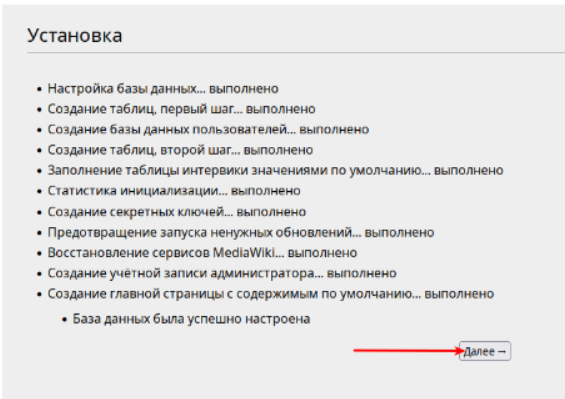 Установка
• Настройка базы данных... выполнено
• Создание таблиц, первый шаг... выполнено
• Создание базы данных пользователей... выполнено
• Создание таблиц, второй шаг... выполнено
• Заполнение таблицы интервики значениями по умолчанию... выполнено
• Статистика инициализации... выполнено
• Создание секретных ключей... выполнено
• Предотвращение запуска ненужных обновлений... выполнено
• Восстановление сервисов MediaWiki... выполнено
• Создание учётной записи администратора... выполнено
• Создание главной страницы с содержимым по умолчанию... выполнено
• База данных была успешно настроена
Далее →